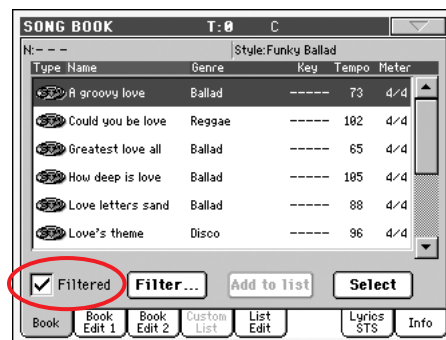 SONG BOOK T:0 C
N:- - - Style:Funky Ballad
Type Name Genre Key Tempo Meter
A groovy love Ballad ----- 73 4/4
Could you be love Reggae ----- 102 4/4
Greatest love all Ballad ----- 65 4/4
How deep is love Ballad ----- 105 4/4
Love letters sand Ballad ----- 88 4/4
Love's theme Disco ----- 96 4/4
Filtered Filter... Add to list Select
Book Book Edit 1 Book Edit 2 Custom List List Edit Lyrics STS Info